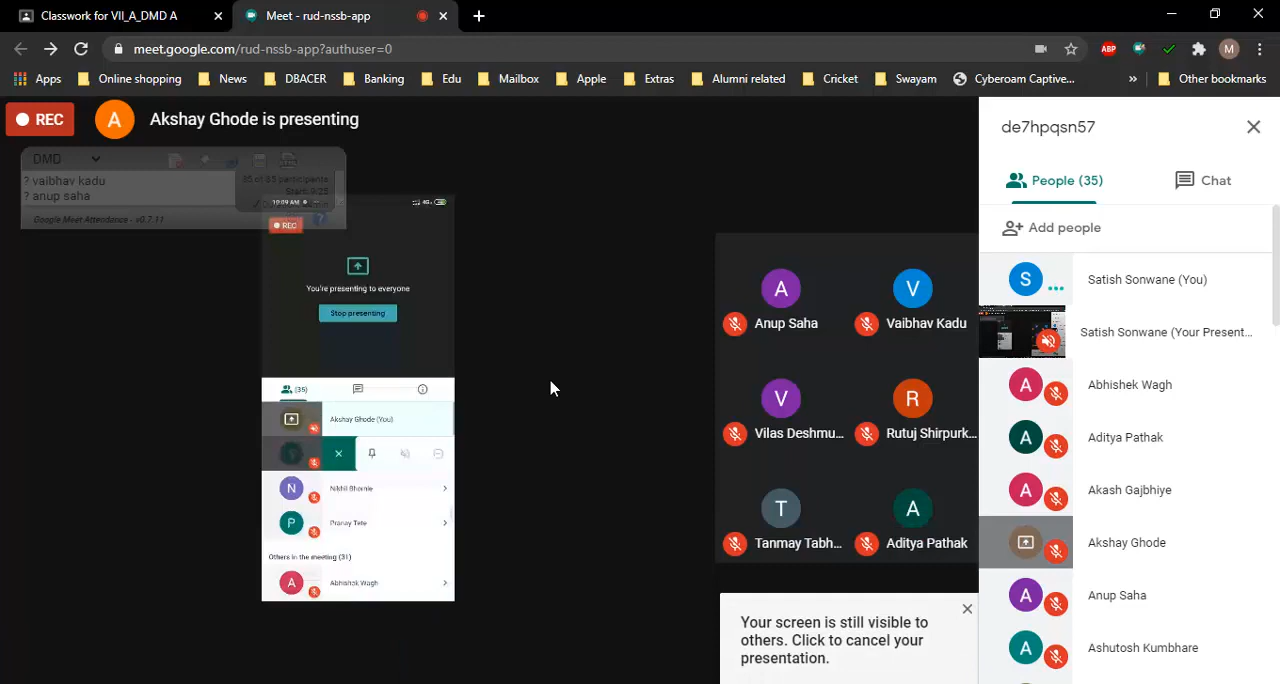 Classwork for VII_A_DMD A
Meet - rud-nssb-app
meet.google.com/rud-nssb-app?authuser=0
ABP
M
Apps
Online shopping
News
DBACER
Banking
Edu
Mailbox
Apple
Extras
Alumni related
Cricket
Swayam
Cyberoam Captive...
»
Other bookmarks
REC
A
Akshay Ghode is presenting
DMD
? vaibhav kadu
? anup saha
Google Meet Attendance - v0.7.11
10:09 AM
REC
You're presenting to everyone
Stop presenting
(35)
Akshay Ghode (You)
N
Nikhil Bhornle
P
Pranay Tete
Others in the meeting (31)
A
Abhishek Wagh
A
Anup Saha
V
Vaibhav Kadu
V
Vilas Deshmu...
R
Rutuj Shirpurk...
T
Tanmay Tabh...
A
Aditya Pathak
Your screen is still visible to
others. Click to cancel your
presentation.
de7hpqsn57
People (35)
Chat
Add people
S
Satish Sonwane (You)
Satish Sonwane (Your Present...
A
Abhishek Wagh
A
Aditya Pathak
A
Akash Gajbhiye
Akshay Ghode
A
Anup Saha
A
Ashutosh Kumbhare